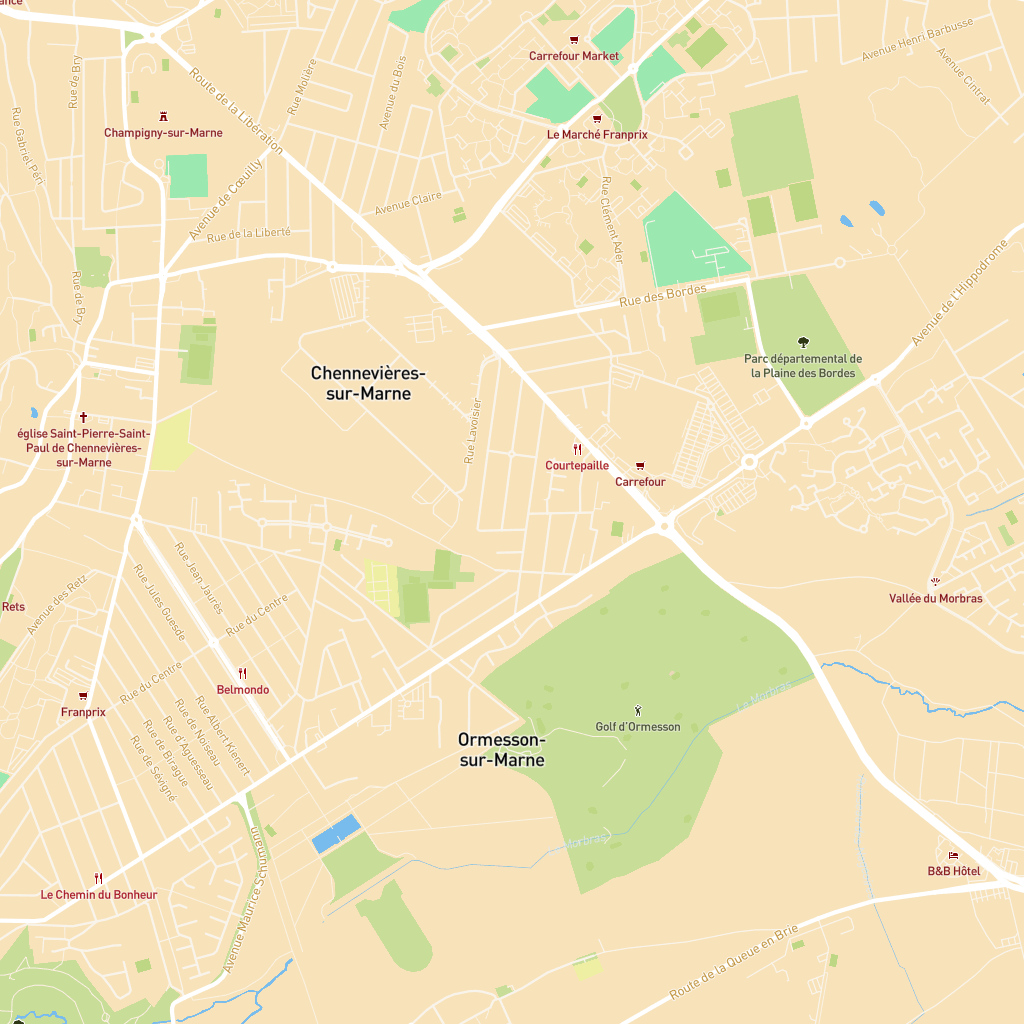 ance
Carrefour Market
Avenue Henri Barbusse
Avenue Cintrat
Rue de Bry
Rue Molière
Avenue du Bois
Route de la Libération
Rue Gabriel Péri
Champigny-sur-Marne
Le Marché Franprix
Avenue de Cœuilly
Avenue Claire
Rue Clément Ader
Rue de la Liberté
Rue de Bry
Rue des Bordes
Avenue de l'Hippodrome
Parc départemental de
la Plaine des Bordes
Chennevières-
sur-Marne
Rue Lavoisier
église Saint-Pierre-Saint-
Paul de Chennevières-
sur-Marne
Courtepaille
Carrefour
Rue Jean Jaurès
Rue Jules Guesde
Avenue des Retz
Rets
Rue du Centre
Vallée du Morbras
Rue du Centre
Belmondo
Franprix
Rue Albert Kienert
Rue de Noiseau
Rue d'Aguesseau
Rue de Birague
Rue de Sévigné
Le Morbras
Golf d'Ormesson
Ormesson-
sur-Marne
Morbras
Avenue Maurice Schumann
Le Chemin du Bonheur
B&B Hôtel
Route de la Queue en Brie